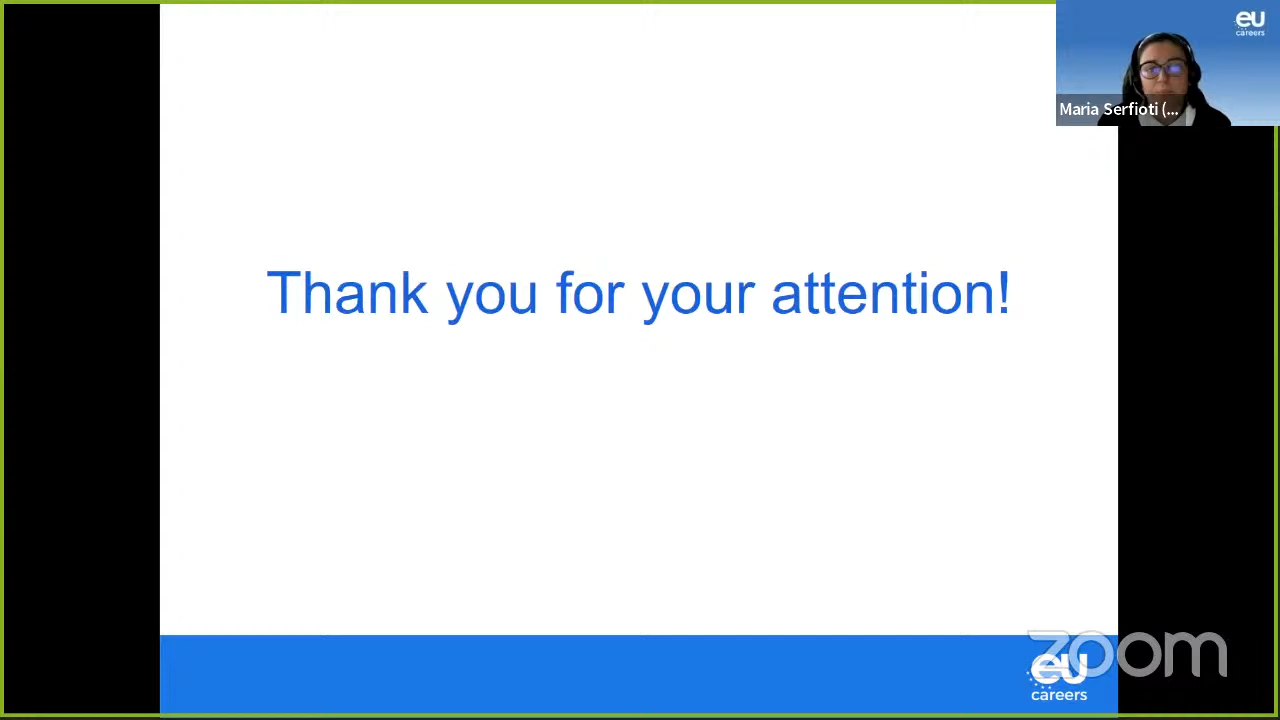 eu
careers
Maria Serfioti (...
Thank you for your attention!
zoom
eu
careers